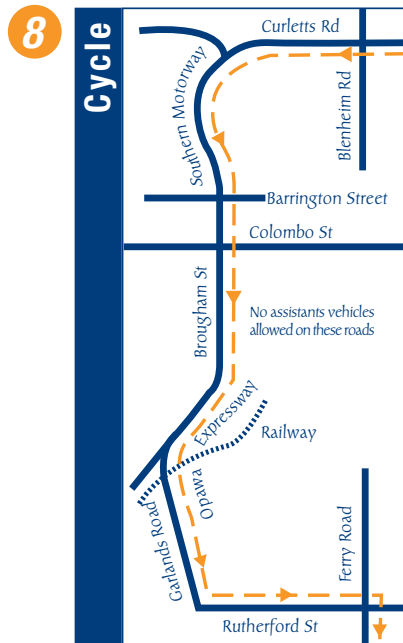 8
Cycle
Curletts Rd
Southern Motorway
Blenheim Rd
Barrington Street
Colombo St
Brougham St
No assistants vehicles
allowed on these roads
Opawa Expressway
Railway
Garlands Road
Ferry Road
Rutherford St